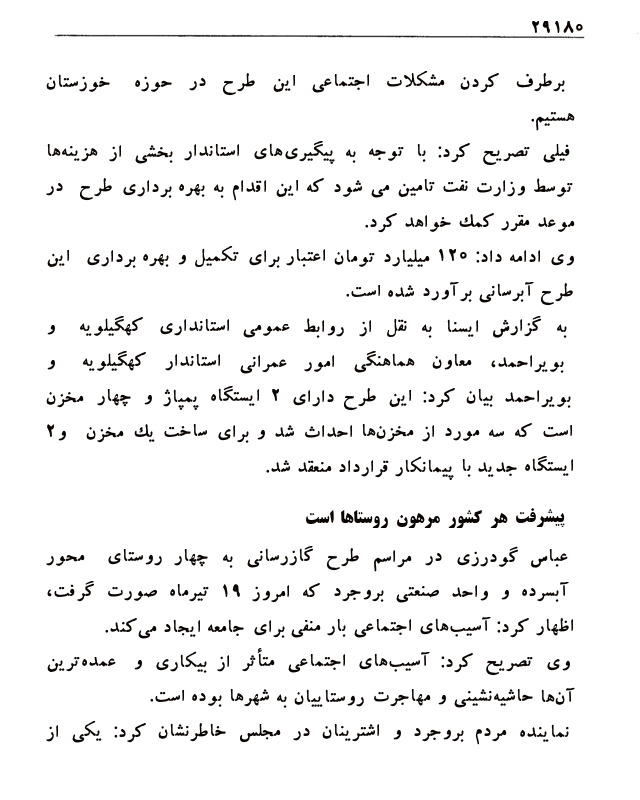 ۲۹۱۸۰
برطرف کردن مشکلات اجتماعی این طرح در حوزه خوزستان
هستیم.
فیلی تصریح کرد: با توجه به پیگیری‌های استاندار بخشی از هزینه‌ها
توسط وزارت نفت تامین می شود که این اقدام به بهره برداری طرح در
موعد مقرر کمك خواهد کرد.
وی ادامه داد: ۱۲۰ میلیارد تومان اعتبار برای تکمیل و بهره برداری این
طرح آبرسانی برآورد شده است.
به گزارش ایسنا به نقل از روابط عمومی استانداری کهگیلویه و
بویراحمد، معاون هماهنگی امور عمرانی استاندار کهگیلویه و
بویراحمد بیان کرد: این طرح دارای ۲ ایستگاه پمپاژ و چهار مخزن
است که سه مورد از مخزن‌ها احداث شد و برای ساخت یك مخزن و۲
ایستگاه جدید با پیمانکار قرارداد منعقد شد.
پیشرفت هر کشور مرهون روستاها است
عباس گودرزی در مراسم طرح گازرسانی به چهار روستای محور
آبسرده و واحد صنعتی بروجرد که امروز ۱۹ تیرماه صورت گرفت،
اظهار کرد: آسیب‌های اجتماعی بار منفی برای جامعه ایجاد می‌کند.
وی تصریح کرد: آسیب‌های اجتماعی متأثر از بیکاری و عمده‌ترین
آن‌ها حاشیه‌نشینی و مهاجرت روستاییان به شهرها بوده است.
نماینده مردم بروجرد و اشترینان در مجلس خاطرنشان کرد: یکی از